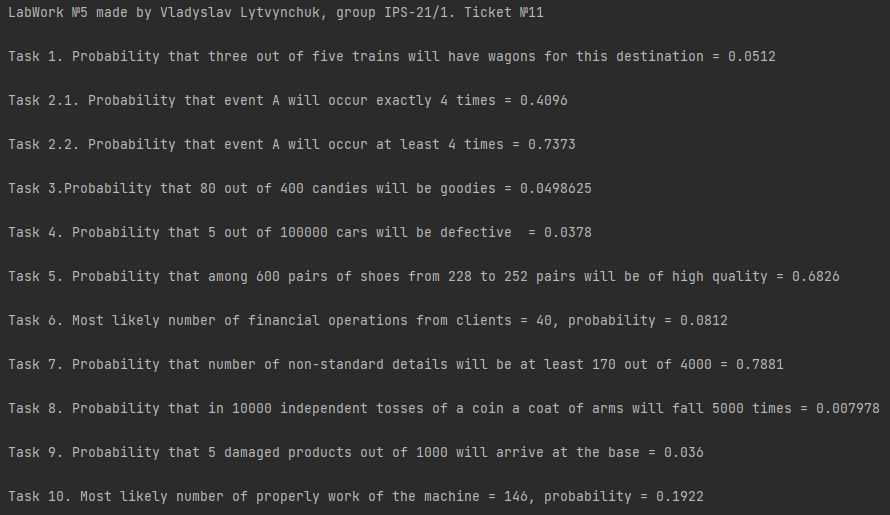 LabWork №5 made by Vladyslav Lytvynchuk, group IPS-21/1. Ticket №11
Task 1. Probability that three out of five trains will have wagons for this destination = 0.0512
Task 2.1. Probability that event A will occur exactly 4 times = 0.4096
Task 2.2. Probability that event A will occur at least 4 times = 0.7373
Task 3.Probability that 80 out of 400 candies will be goodies = 0.0498625
Task 4. Probability that 5 out of 100000 cars will be defective  = 0.0378
Task 5. Probability that among 600 pairs of shoes from 228 to 252 pairs will be of high quality = 0.6826
Task 6. Most likely number of financial operations from clients = 40, probability = 0.0812
Task 7. Probability that number of non-standard details will be at least 170 out of 4000 = 0.7881
Task 8. Probability that in 10000 independent tosses of a coin a coat of arms will fall 5000 times = 0.007978
Task 9. Probability that 5 damaged products out of 1000 will arrive at the base = 0.036
Task 10. Most likely number of properly work of the machine = 146, probability = 0.1922